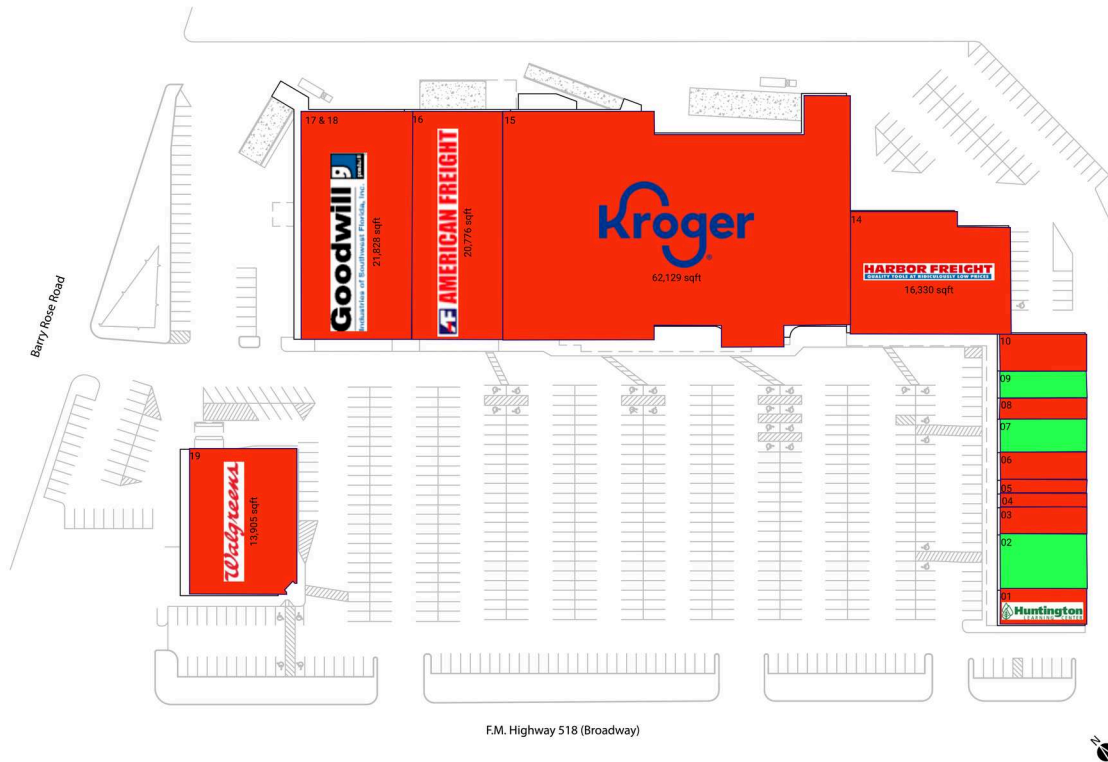 17 & 18
16
15
Goodwill
Industries of Southwest Florida, Inc.
21,828 sqft
AMERICAN FREIGHT
AF
20,776 sqft
Kroger
62,129 sqft
14
HARBOR FREIGHT
QUALITY TOOLS AT RIDICULOUSLY LOW PRICES
16,330 sqft
Barry Rose Road
10
09
08
07
06
05
04
03
02
01
Huntington
LEARNING CENTER
19
Walgreens
13,905 sqft
F.M. Highway 518 (Broadway)
N